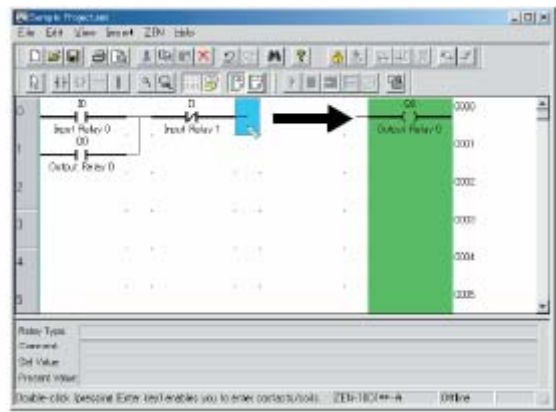 Sample Project.zen
File Edit View Insert ZEN Help
0 I0 I1 Q0 0000
Input Relay 0 Input Relay 1 Output Relay 0
1 Q0 0001
Output Relay 0
2 0002
3 0003
4 0004
5 0005
Relay Type:
Comment:
Set Value:
Present Value:
Double-click (pressing Enter key) enables you to enter contacts/coils. Offline